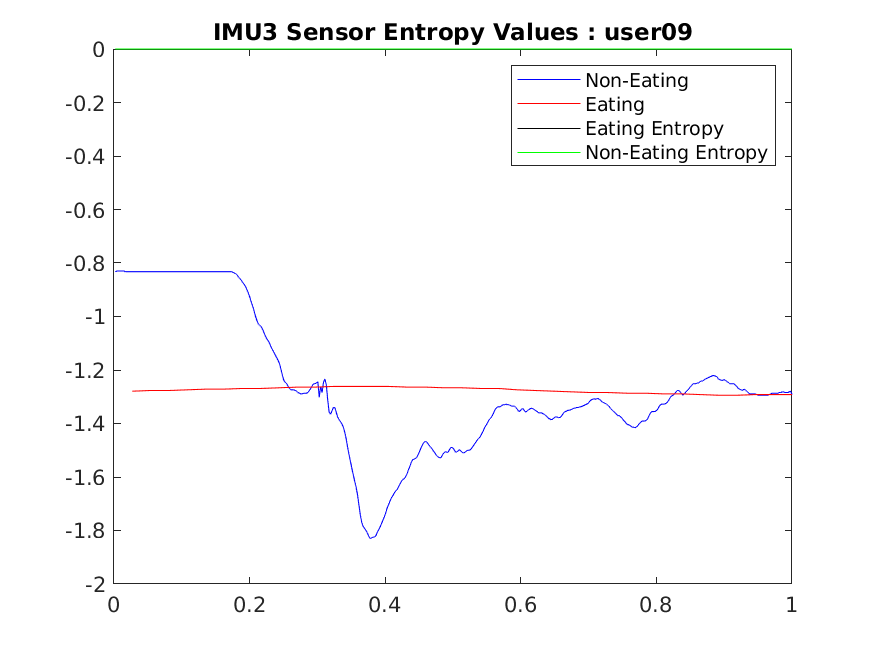 IMU3 Sensor Entropy Values : user09
0
-0.2
-0.4
-0.6
-0.8
-1
-1.2
-1.4
-1.6
-1.8
-2
Non-Eating
Eating
Eating Entropy
Non-Eating Entropy
0 0.2 0.4 0.6 0.8 1